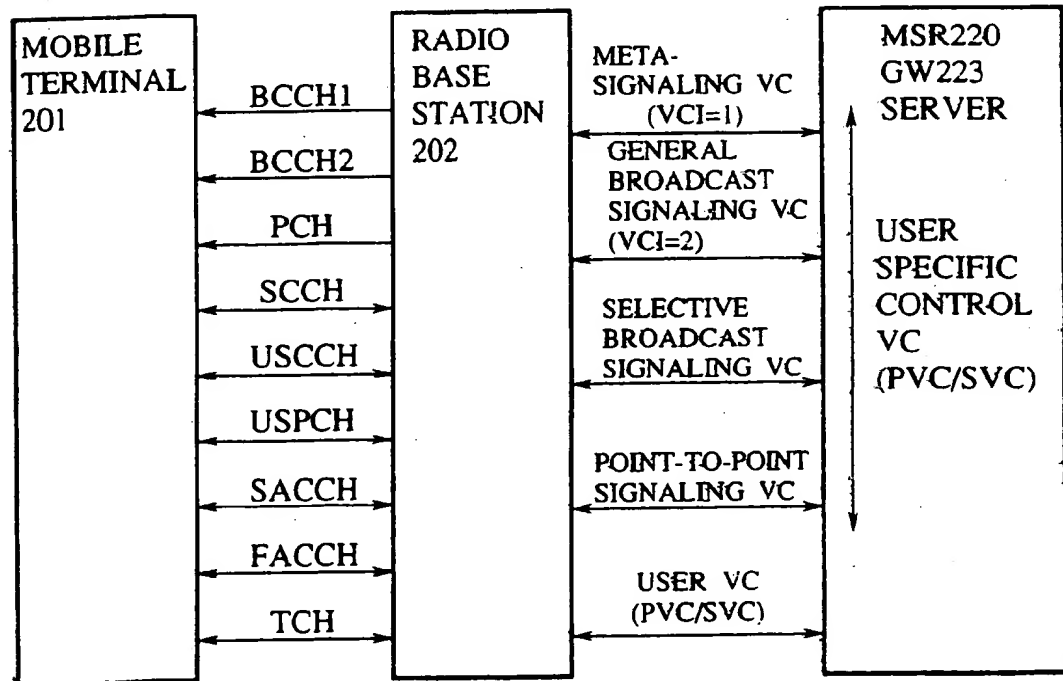 MOBILE
TERMINAL
201
BCCH1
BCCH2
PCH
SCCH
USCCH
USPCH
SACCH
FACCH
TCH
RADIO
BASE
STATION
202
META-
SIGNALING VC
(VCI=1)
GENERAL
BROADCAST
SIGNALING VC
(VCI=2)
SELECTIVE
BROADCAST
SIGNALING VC
POINT-TO-POINT
SIGNALING VC
USER VC
(PVC/SVC)
MSR220
GW223
SERVER
USER
SPECIFIC
CONTROL
VC
(PVC/SVC)